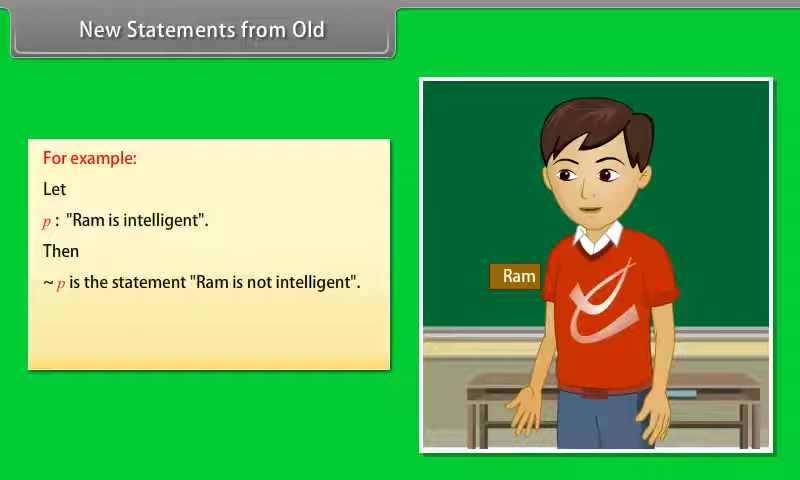 New Statements from Old
For example:
Let
p : "Ram is intelligent".
Then
~ p is the statement "Ram is not intelligent".
Ram